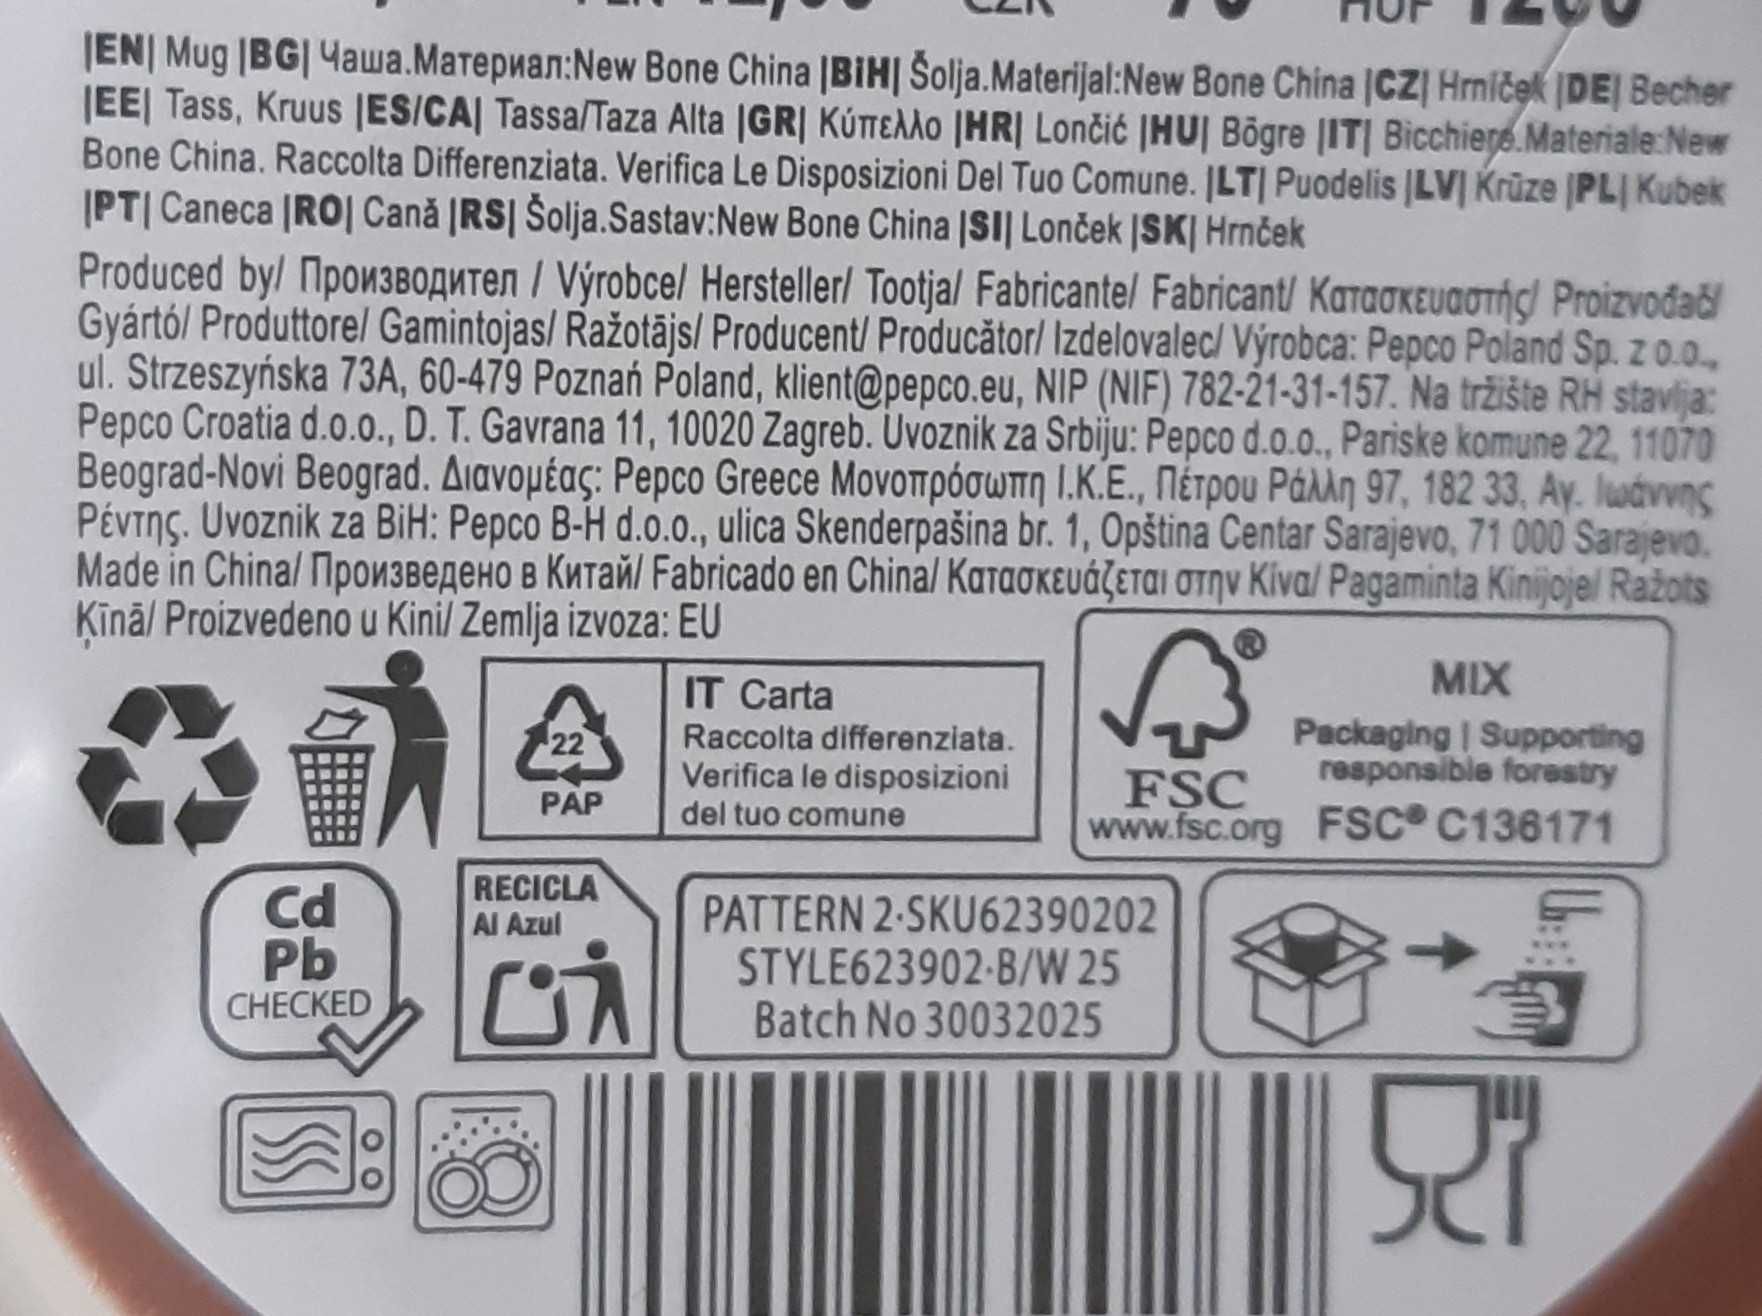 CZK HUF
|EN| Mug |BG| Чаша.Материал:New Bone China |BiH| Šolja.Materijal:New Bone China |CZ| Hrníček |DE| Becher
|EE| Tass, Kruus |ES/CA| Tassa/Taza Alta |GR| Κύπελλο |HR| Lončić |HU| Bögre |IT| Bicchiere.Materiale:New
Bone China. Raccolta Differenziata. Verifica Le Disposizioni Del Tuo Comune. |LT| Puodelis |LV| Krūze |PL| Kubek
|PT| Caneca |RO| Cană |RS| Šolja.Sastav:New Bone China |SI| Lonček |SK| Hrnček
Produced by/ Производител / Výrobce/ Hersteller/ Tootja/ Fabricante/ Fabricant/ Κατασκευαστής/ Proizvođač/
Gyártó/ Produttore/ Gamintojas/ Ražotājs/ Producent/ Producător/ Izdelovalec/ Výrobca: Pepco Poland Sp. z o.o.,
ul. Strzeszyńska 73A, 60-479 Poznań Poland, klient@pepco.eu, NIP (NIF) 782-21-31-157. Na tržište RH stavlja:
Pepco Croatia d.o.o., D. T. Gavrana 11, 10020 Zagreb. Uvoznik za Srbiju: Pepco d.o.o., Pariske komune 22, 11070
Beograd-Novi Beograd. Διανομέας: Pepco Greece Μονοπρόσωπη Ι.Κ.Ε., Πέτρου Ράλλη 97, 182 33, Αγ. Ιωάννης
Ρέντης. Uvoznik za BiH: Pepco B-H d.o.o., ulica Skenderpašina br. 1, Opština Centar Sarajevo, 71 000 Sarajevo.
Made in China/ Произведено в Китай/ Fabricado en China/ Κατασκευάζεται στην Κίνα/ Pagaminta Kinijoje/ Ražots
Ķīnā/ Proizvedeno u Kini/ Zemlja izvoza: EU
22
PAP
IT Carta
Raccolta differenziata.
Verifica le disposizioni
del tuo comune
®
FSC
www.fsc.org
MIX
Packaging | Supporting
responsible forestry
FSC® C136171
Cd
Pb
CHECKED
RECICLA
Al Azul
PATTERN 2·SKU62390202
STYLE623902·B/W 25
Batch No 30032025